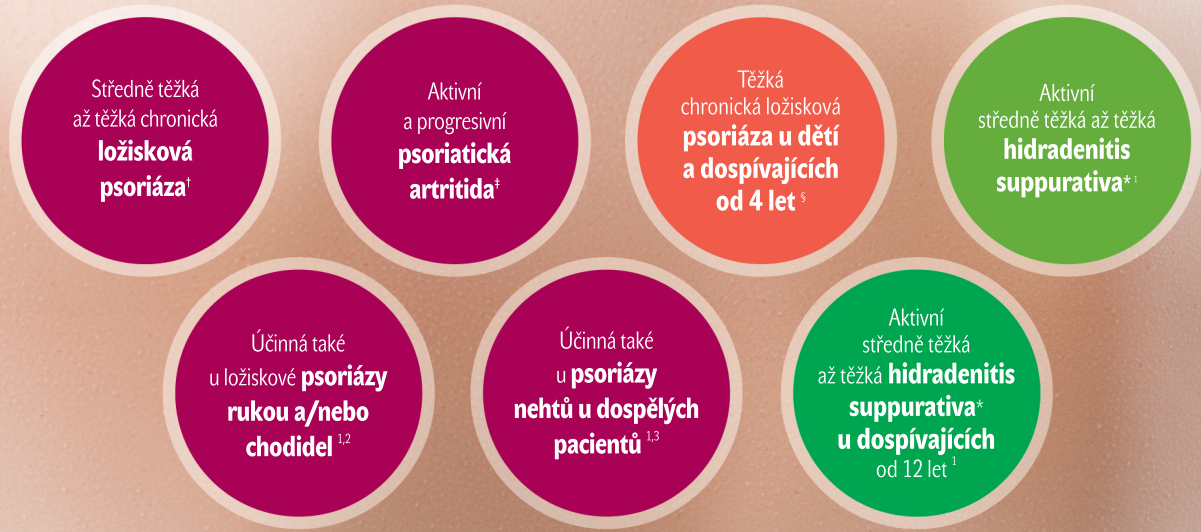 Středně těžká
až těžká chronická
ložisková
psoriáza†
Aktivní
a progresivní
psoriatická
artritida‡
Těžká
chronická ložisková
psoriáza u dětí
a dospívajících
od 4 let §
Aktivní
středně těžká až těžká
hidradenitis
suppurativa* 1
Účinná také
u ložiskové psoriázy
rukou a/nebo
chodidel 1,2
Účinná také
u psoriázy
nehtů u dospělých
pacientů 1,3
Aktivní
středně těžká
až těžká hidradenitis
suppurativa*
u dospívajících
od 12 let 1